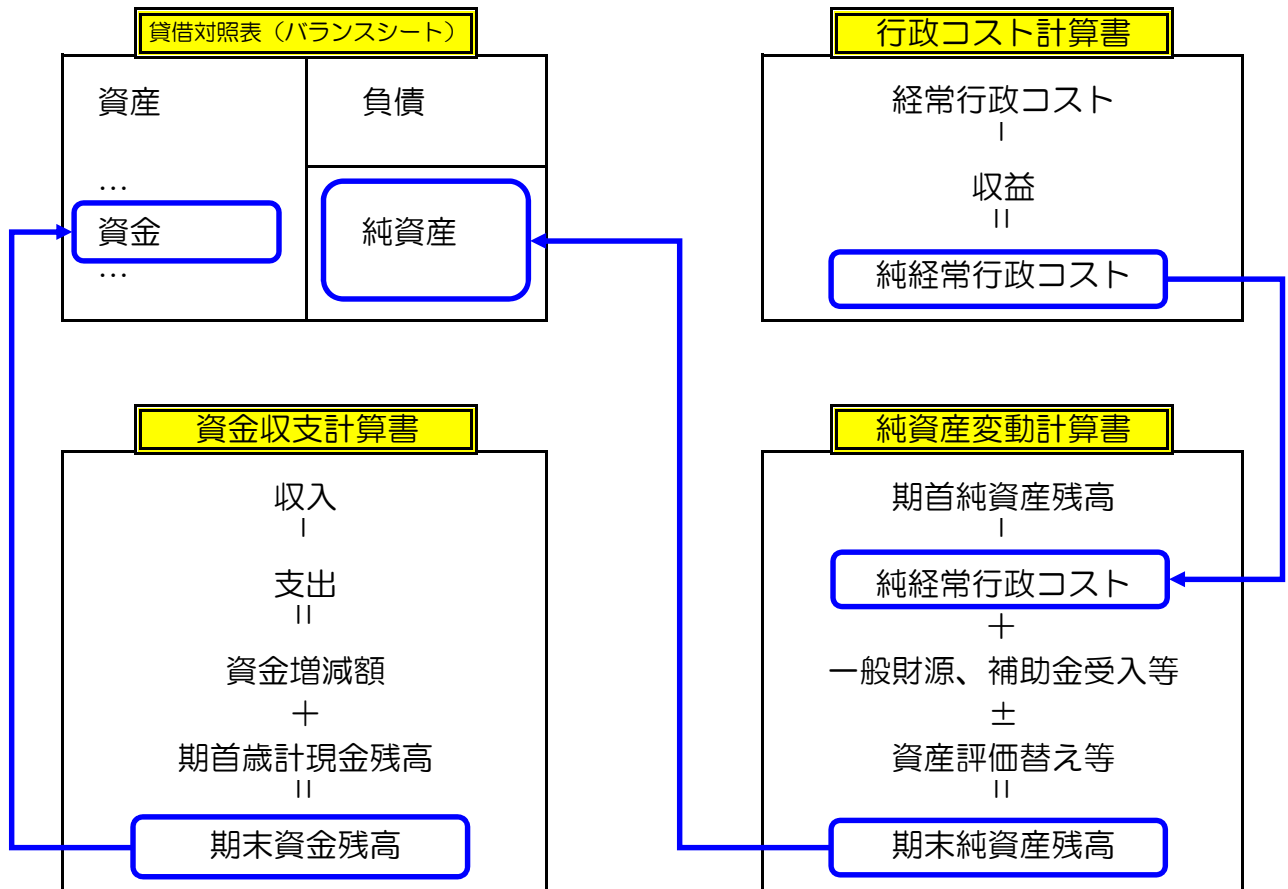 貸借対照表（バランスシート）
資産
負債
…
資金
…
純資産
行政コスト計算書
経常行政コスト
－
収益
＝
純経常行政コスト
資金収支計算書
収入
－
支出
＝
資金増減額
＋
期首歳計現金残高
＝
期末資金残高
純資産変動計算書
期首純資産残高
－
純経常行政コスト
＋
一般財源、補助金受入等
±
資産評価替え等
＝
期末純資産残高